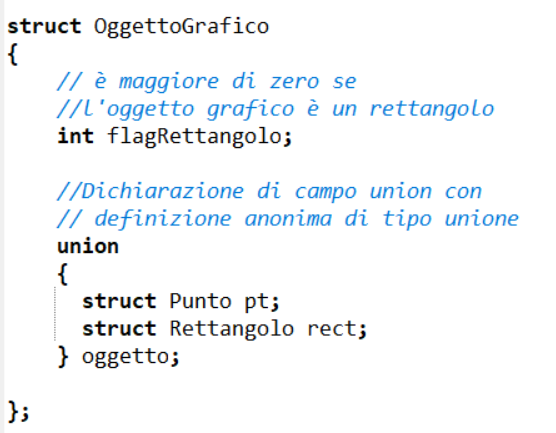 struct OggettoGrafico
{
// è maggiore di zero se
//l'oggetto grafico è un rettangolo
int flagRettangolo;
//Dichiarazione di campo union con
// definizione anonima di tipo unione
union
{
struct Punto pt;
struct Rettangolo rect;
} oggetto;
};